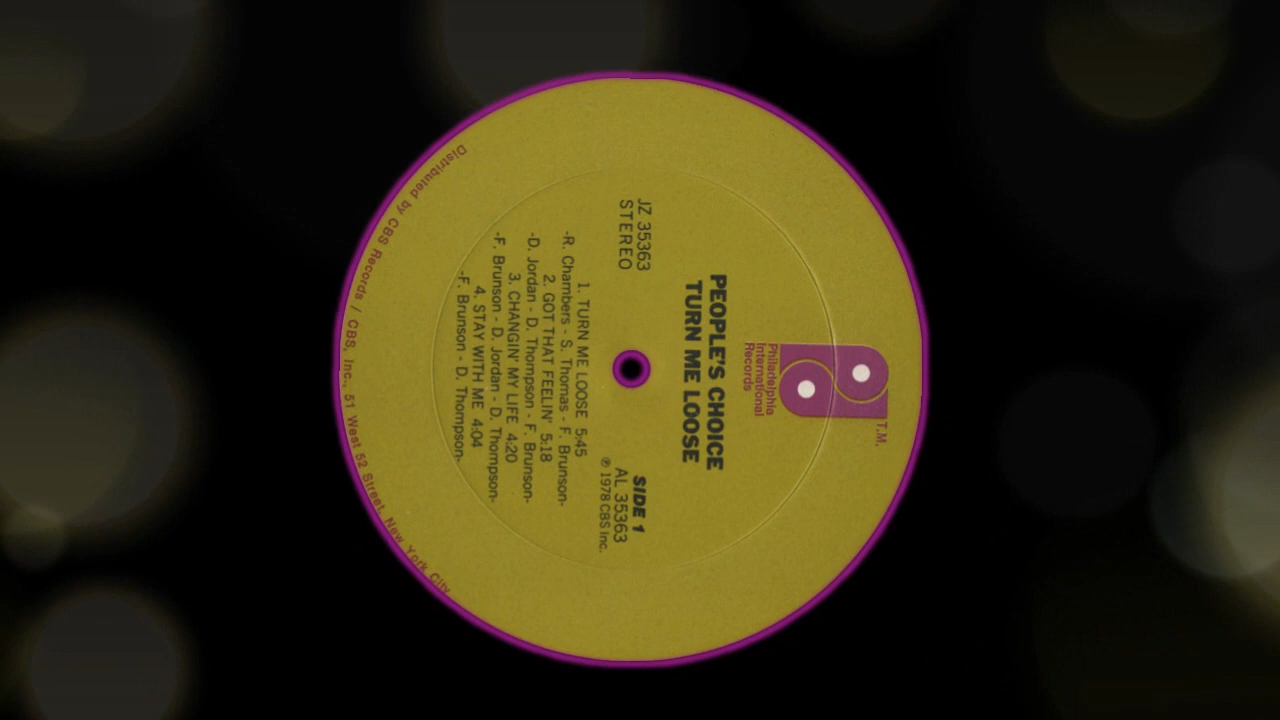 T.M.
Philadelphia
International
Records
PEOPLE'S CHOICE
TURN ME LOOSE
JZ 35363
STEREO
SIDE 1
AL 35363
℗ 1978 CBS Inc.
1. TURN ME LOOSE 5:45
-R. Chambers - S. Thomas - F. Brunson-
2. GOT THAT FEELIN' 5:18
-D. Jordan - D. Thompson - F. Brunson-
3. CHANGIN' MY LIFE 4:20
-F. Brunson - D. Jordan - D. Thompson-
4. STAY WITH ME 4:04
-F. Brunson - D. Thompson-
Distributed by CBS Records / CBS, Inc., 51 West 52 Street, New York City